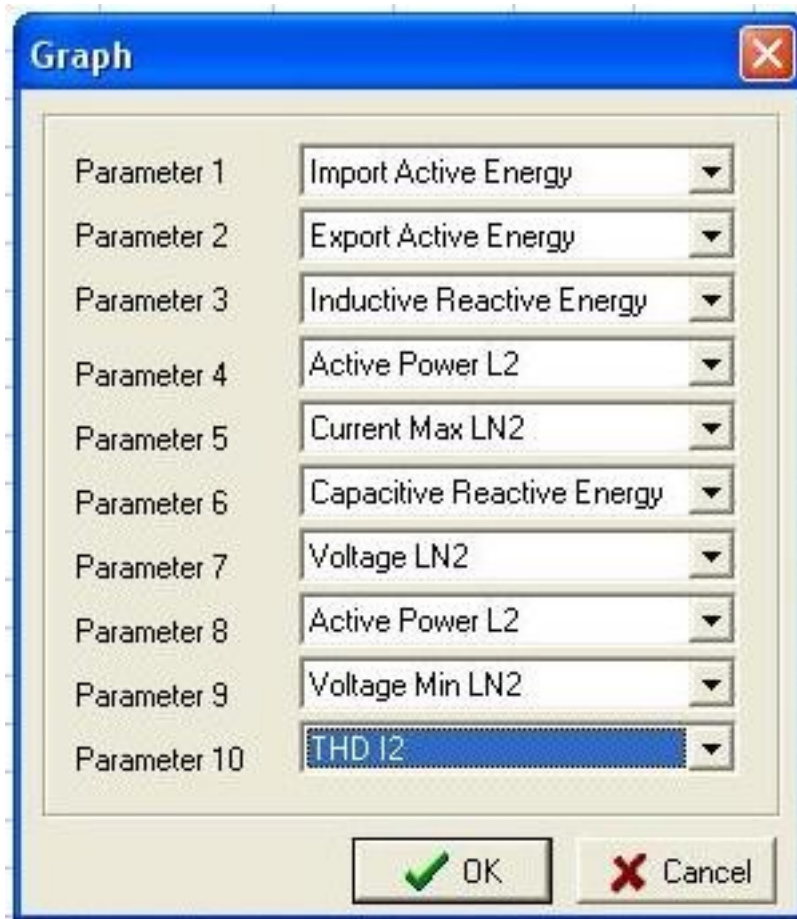 Graph
Parameter 1 Import Active Energy
Parameter 2 Export Active Energy
Parameter 3 Inductive Reactive Energy
Parameter 4 Active Power L2
Parameter 5 Current Max LN2
Parameter 6 Capacitive Reactive Energy
Parameter 7 Voltage LN2
Parameter 8 Active Power L2
Parameter 9 Voltage Min LN2
Parameter 10 THD I2
OK Cancel